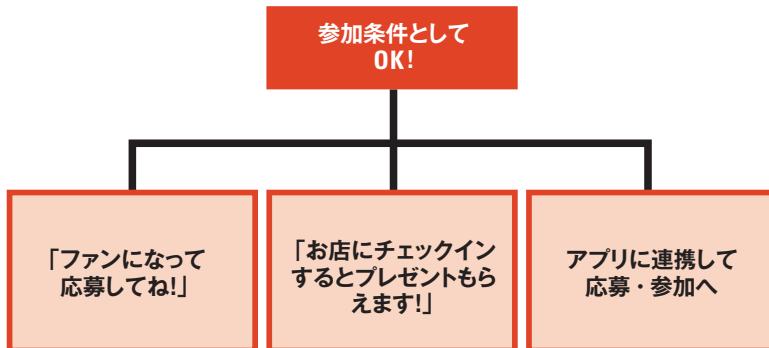 参加条件として
OK!
「ファンになって
応募してね!」
「お店にチェックイン
するとプレゼントもら
えます!」
アプリに連携して
応募・参加へ